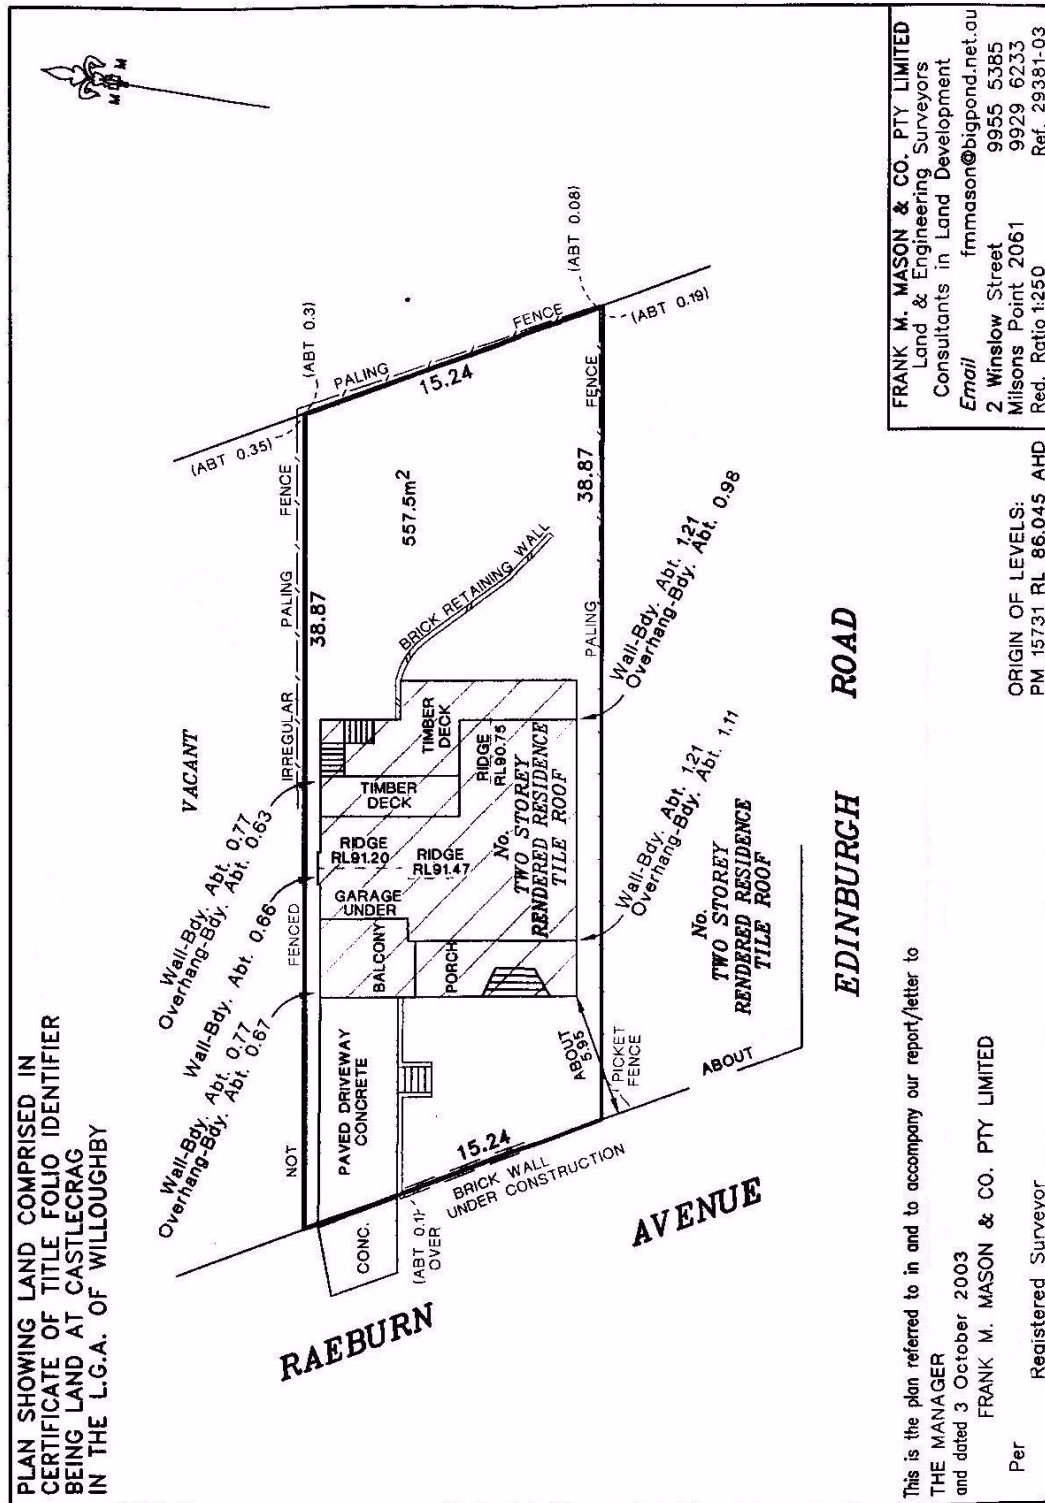 PLAN SHOWING LAND COMPRISED IN
CERTIFICATE OF TITLE FOLIO IDENTIFIER
BEING LAND AT CASTLECRAG
IN THE L.G.A. OF WILLOUGHBY
M
M
VACANT
Wall-Bdy. Abt. 0.77
Overhang-Bdy. Abt. 0.67
Wall-Bdy. Abt. 0.66
Wall-Bdy. Abt. 0.77
Overhang-Bdy. Abt. 0.63
(ABT 0.35)
(ABT 0.3)
NOT
FENCED
IRREGULAR
PALING
FENCE
38.87
PALING
FENCE
15.24
557.5m²
PAVED DRIVEWAY
CONCRETE
CONC.
(ABT 0.1)
OVER
BALCONY
PORCH
GARAGE
UNDER
RIDGE
RL91.20
RIDGE
RL91.47
TIMBER
DECK
TIMBER
DECK
RIDGE
RL90.75
No.
TWO STOREY
RENDERED RESIDENCE
TILE ROOF
BRICK RETAINING WALL
15.24
BRICK WALL
UNDER CONSTRUCTION
ABOUT
5.95
PICKET
FENCE
PALING
38.87
FENCE
(ABT 0.08)
(ABT 0.19)
Wall-Bdy. Abt. 1.21
Overhang-Bdy. Abt. 1.11
Wall-Bdy. Abt. 1.21
Overhang-Bdy. Abt. 0.98
ABOUT
No.
TWO STOREY
RENDERED RESIDENCE
TILE ROOF
RAEBURN
AVENUE
EDINBURGH
ROAD
This is the plan referred to in and to accompany our report/letter to
THE MANAGER
and dated 3 October 2003
FRANK M. MASON & CO. PTY LIMITED
Per
Registered Surveyor
ORIGIN OF LEVELS:
PM 15731 RL 86.045 AHD
FRANK M. MASON & CO. PTY LIMITED
Land & Engineering Surveyors
Consultants in Land Development
Email fmmason@bigpond.net.au
2 Winslow Street 9955 5385
Milsons Point 2061 9929 6233
Red. Ratio 1:250 Ref. 29381-03